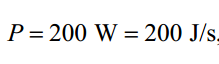 P = 200 W = 200 J/s,